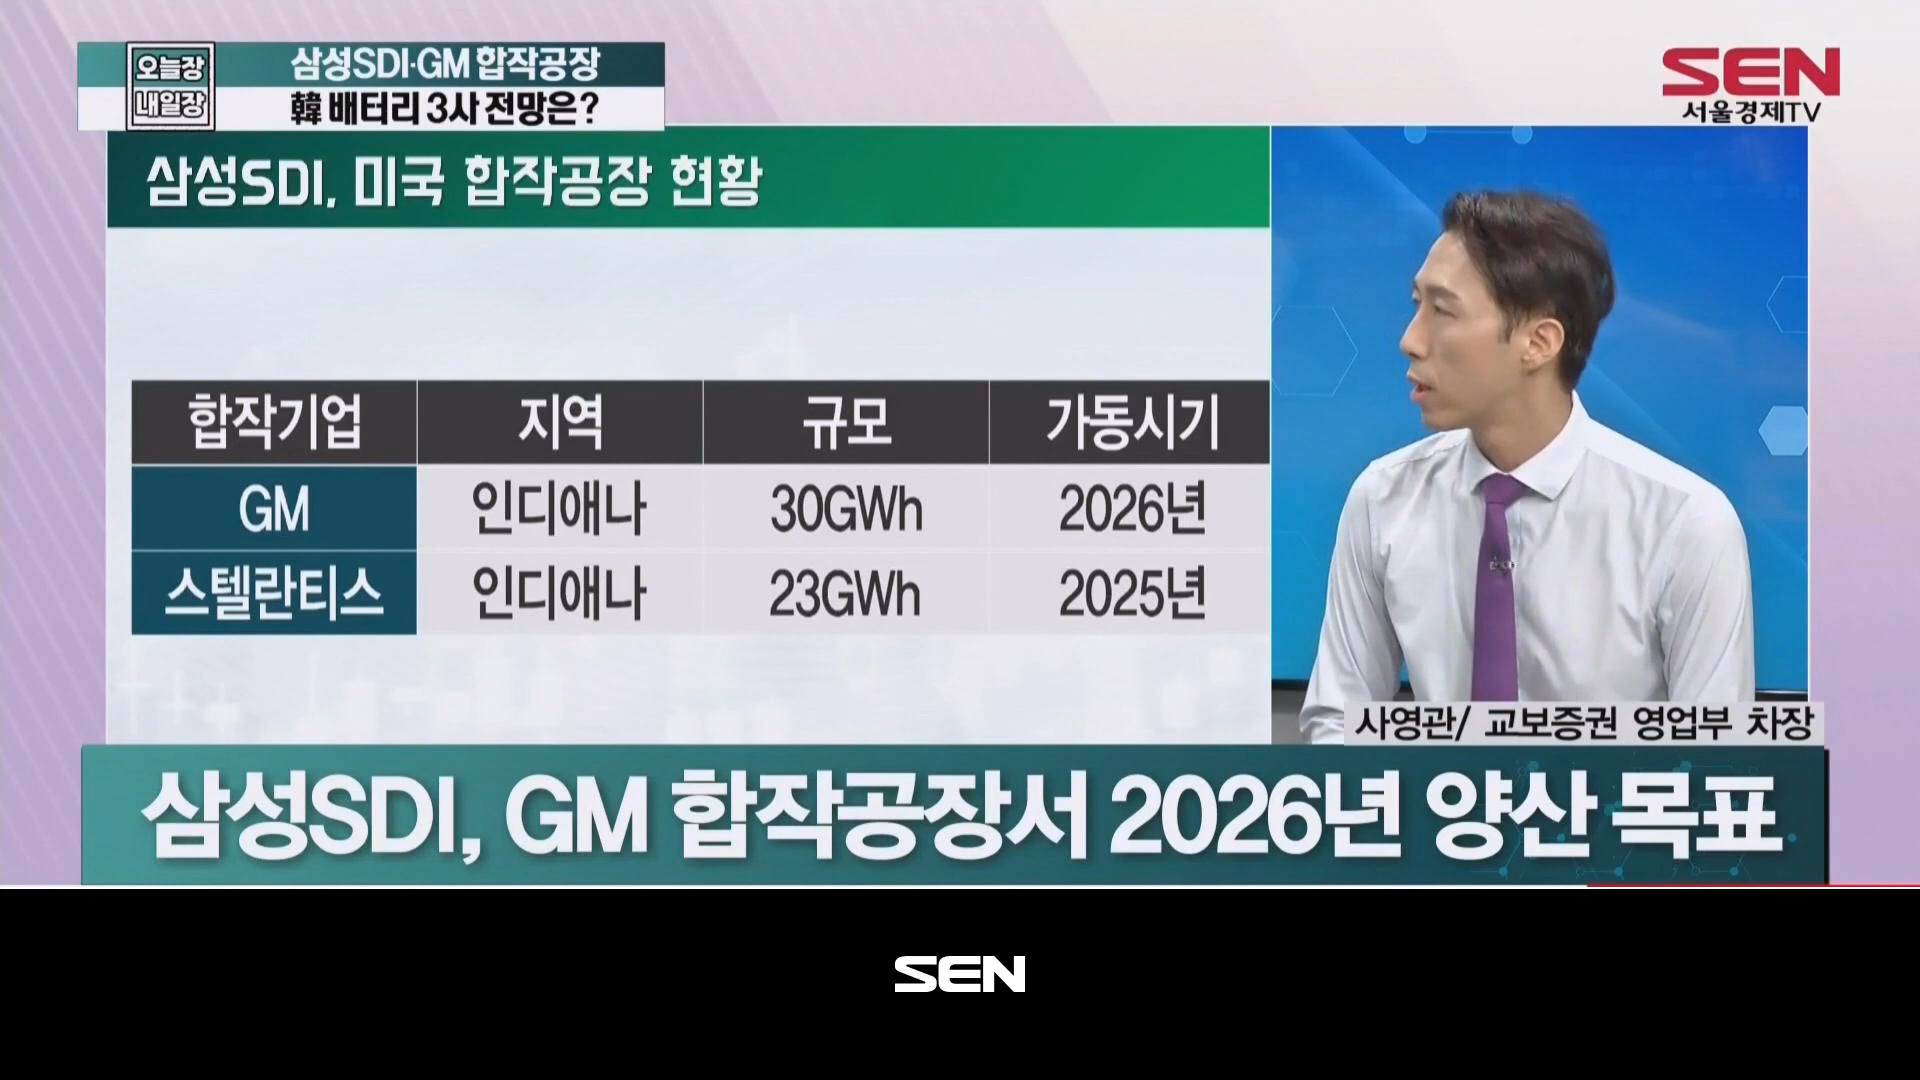 오늘장
내일장
삼성SDI·GM 합작공장
韓 배터리 3사 전망은?
SEN
서울경제TV
삼성SDI, 미국 합작공장 현황
합작기업 지역 규모 가동시기
GM 인디애나 30GWh 2026년
스텔란티스 인디애나 23GWh 2025년
사영관/ 교보증권 영업부 차장
삼성SDI, GM 합작공장서 2026년 양산 목표
SEN